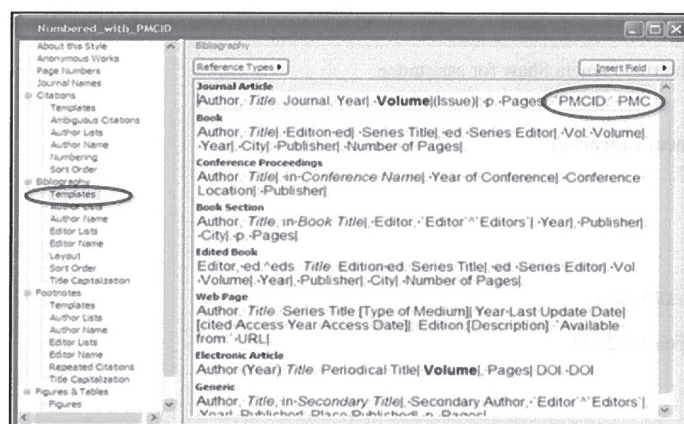 Numbered_with_PMCID
About this Style
Anonymous Works
Page Numbers
Journal Names
Citations
Templates
Ambiguous Citations
Author Lists
Author Name
Numbering
Sort Order
Bibliography
Templates
Author Lists
Author Name
Editor Lists
Editor Name
Layout
Sort Order
Title Capitalization
Footnotes
Templates
Author Lists
Author Name
Editor Lists
Editor Name
Repeated Citations
Title Capitalization
Figures & Tables
Figures
Bibliography
Reference Types
Insert Field
Journal Article
Author, Title. Journal, Year|.·Volume|(Issue)|:·p.·Pages|. `PMCID:` PMC
Book
Author, Title|.·Edition·ed|.·Series Title|,·ed.·Series Editor|.·Vol.·Volume|.
·Year|,·City|:·Publisher|.·Number of Pages|.
Conference Proceedings
Author, Title|,·in·Conference Name|.·Year of Conference|,·Conference
Location|:·Publisher|.
Book Section
Author, Title, in·Book Title|,·Editor,·`Editor`^`Editors`|.·Year|,·Publisher|:
·City|.·p.·Pages|.
Edited Book
Editor,·ed.^eds. Title. Edition·ed. Series Title|,·ed.·Series Editor|.·Vol.
·Volume|.·Year|,·Publisher|:·City|.·Number of Pages|.
Web Page
Author, Title. Series Title [Type of Medium]| Year·Last Update Date|
[cited Access Year Access Date]|; Edition:[Description]|.·`Available
from:`·URL|.
Electronic Article
Author (Year) Title. Periodical Title| Volume|, Pages| DOI:·DOI
Generic
Author, Title, in·Secondary Title|,·Secondary Author,·`Editor`^`Editors`|.
·Year|,·Publisher|:·Place Published|.·p.·Pages|.